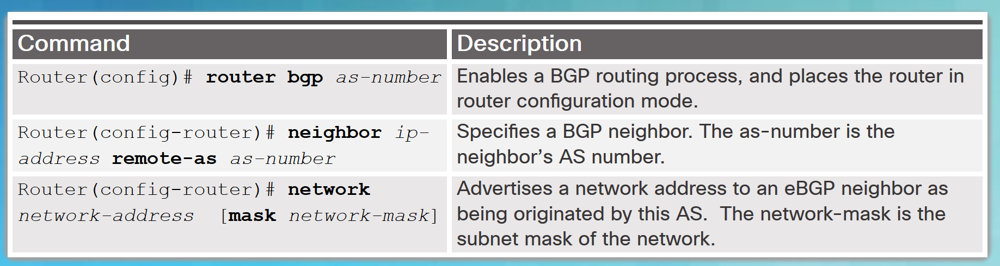 Command
Description
Router(config)# router bgp as-number
Enables a BGP routing process, and places the router in
router configuration mode.
Router(config-router)# neighbor ip-
address remote-as as-number
Specifies a BGP neighbor. The as-number is the
neighbor's AS number.
Router(config-router)# network
network-address [mask network-mask]
Advertises a network address to an eBGP neighbor as
being originated by this AS.  The network-mask is the
subnet mask of the network.